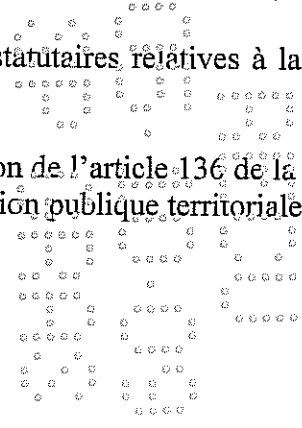 statutaires relatives à la
on de l'article 136 de la
ion publique territoriale